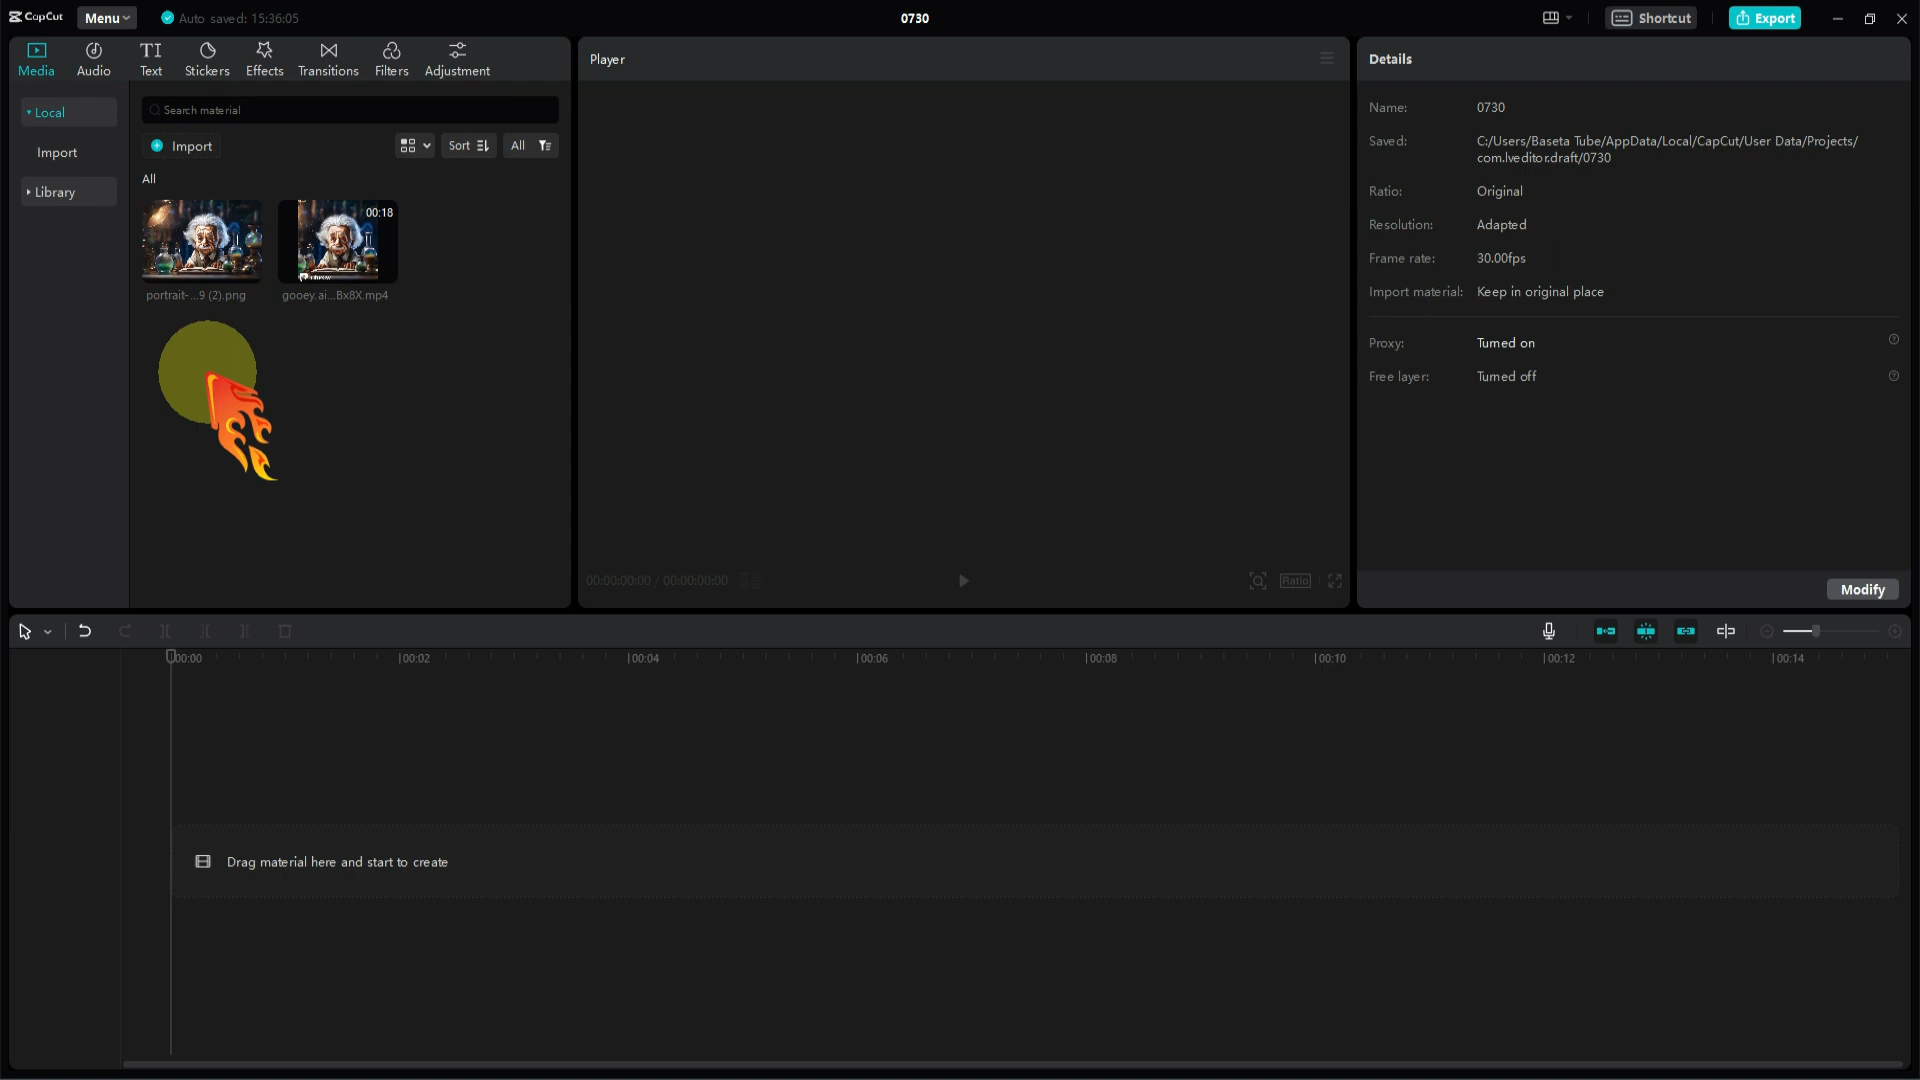 CapCut
Menu
Auto saved: 15:36:05
0730
Shortcut
Export
Media
Audio
TI
Text
Stickers
Effects
Transitions
Filters
Adjustment
Player
Details
Local
Import
Library
Search material
Import
Sort
All
All
00:18
portrait-...9 (2).png
gooey.ai...Bx8X.mp4
Name:
0730
Saved:
C:/Users/Baseta Tube/AppData/Local/CapCut/User Data/Projects/
com.lveditor.draft/0730
Ratio:
Original
Resolution:
Adapted
Frame rate:
30.00fps
Import material:
Keep in original place
Proxy:
Turned on
Free layer:
Turned off
00:00:00:00 / 00:00:00:00
Ratio
Modify
00:00
00:02
00:04
00:06
00:08
00:10
00:12
00:14
Drag material here and start to create